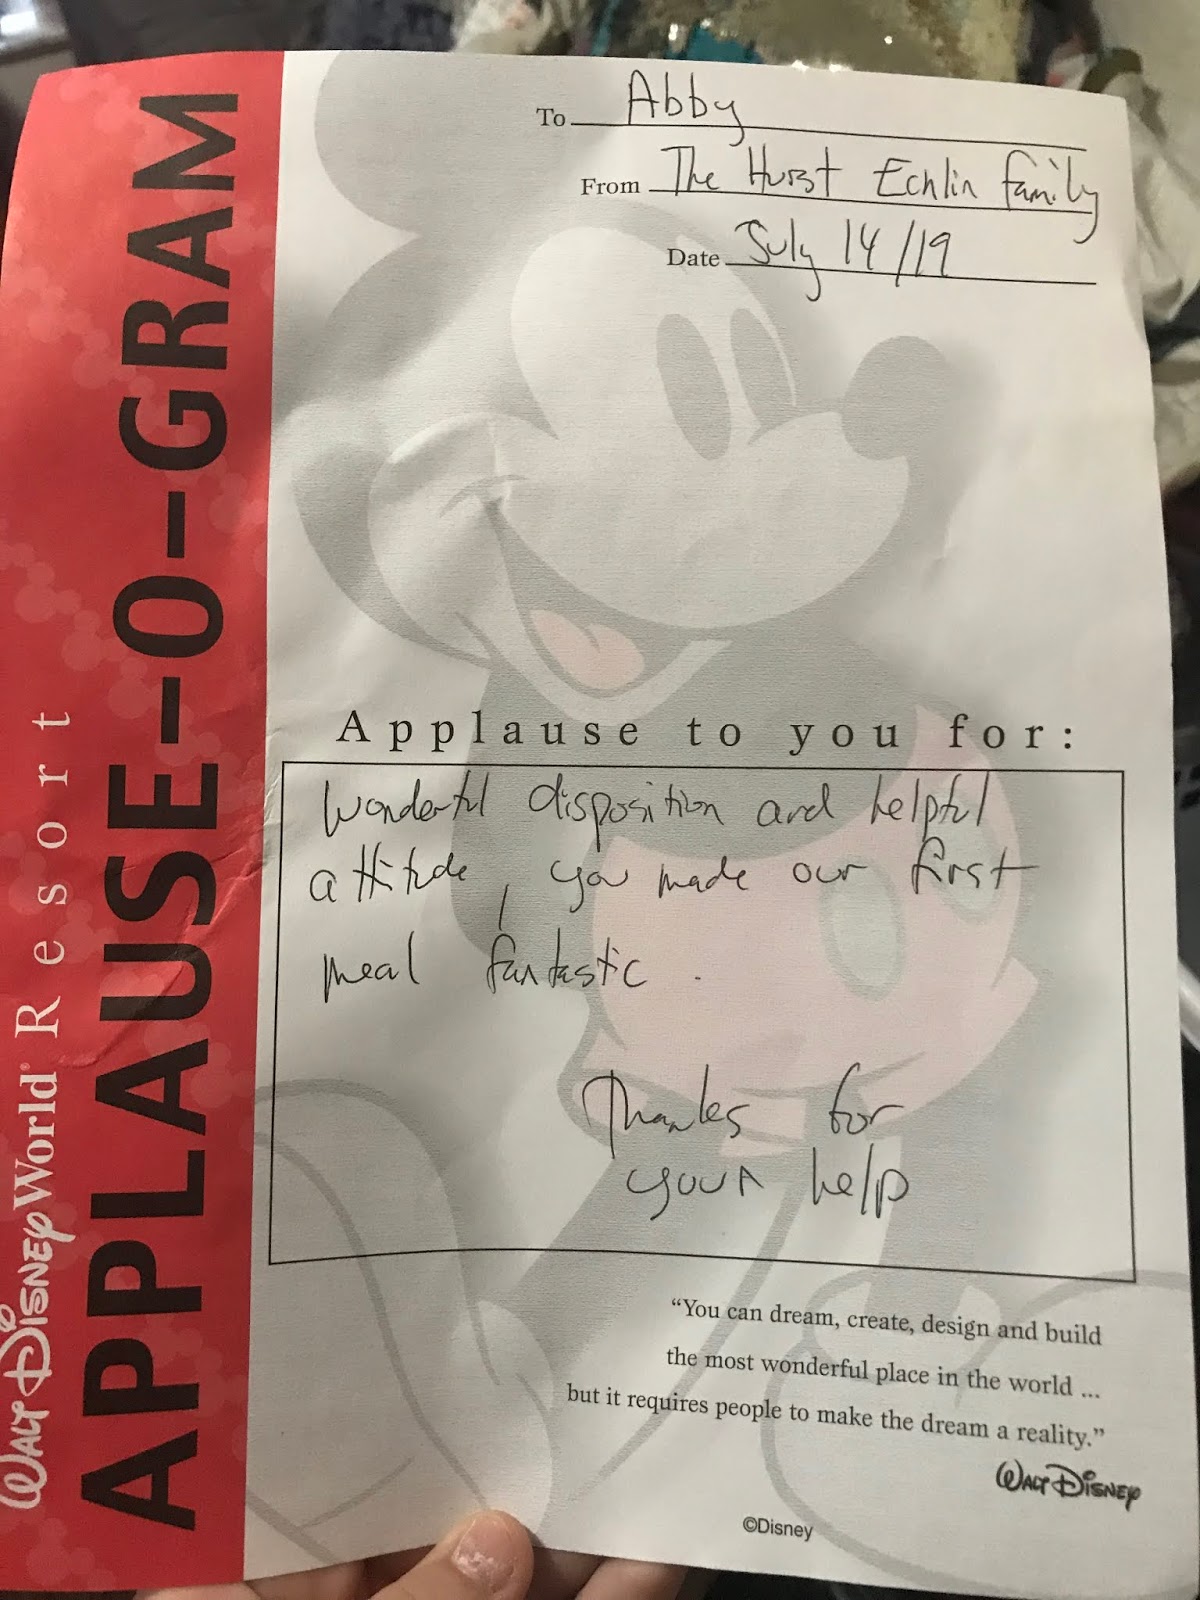 Walt Disney World® Resort
APPLAUSE-O-GRAM
To Abby
From The Hurst Echlin family
Date July 14/19
Applause to you for:
Wonderful disposition and helpful
attitude, you made our first
meal fantastic.
Thanks for
your help
“You can dream, create, design and build
the most wonderful place in the world ...
but it requires people to make the dream a reality.”
Walt Disney
©Disney